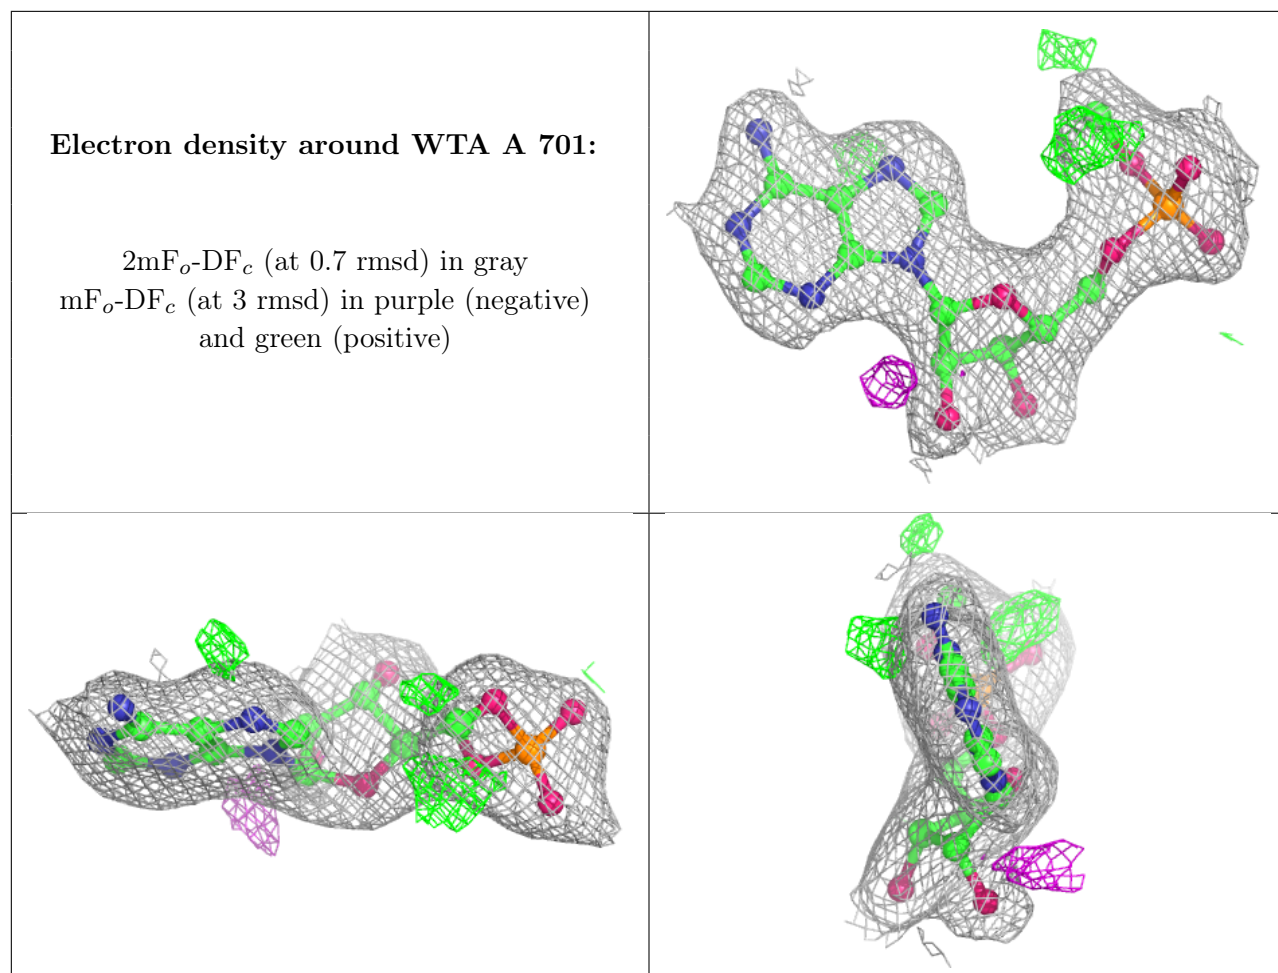 Electron density around WTA A 701:
2mFo-DFc (at 0.7 rmsd) in gray
mFo-DFc (at 3 rmsd) in purple (negative)
and green (positive)